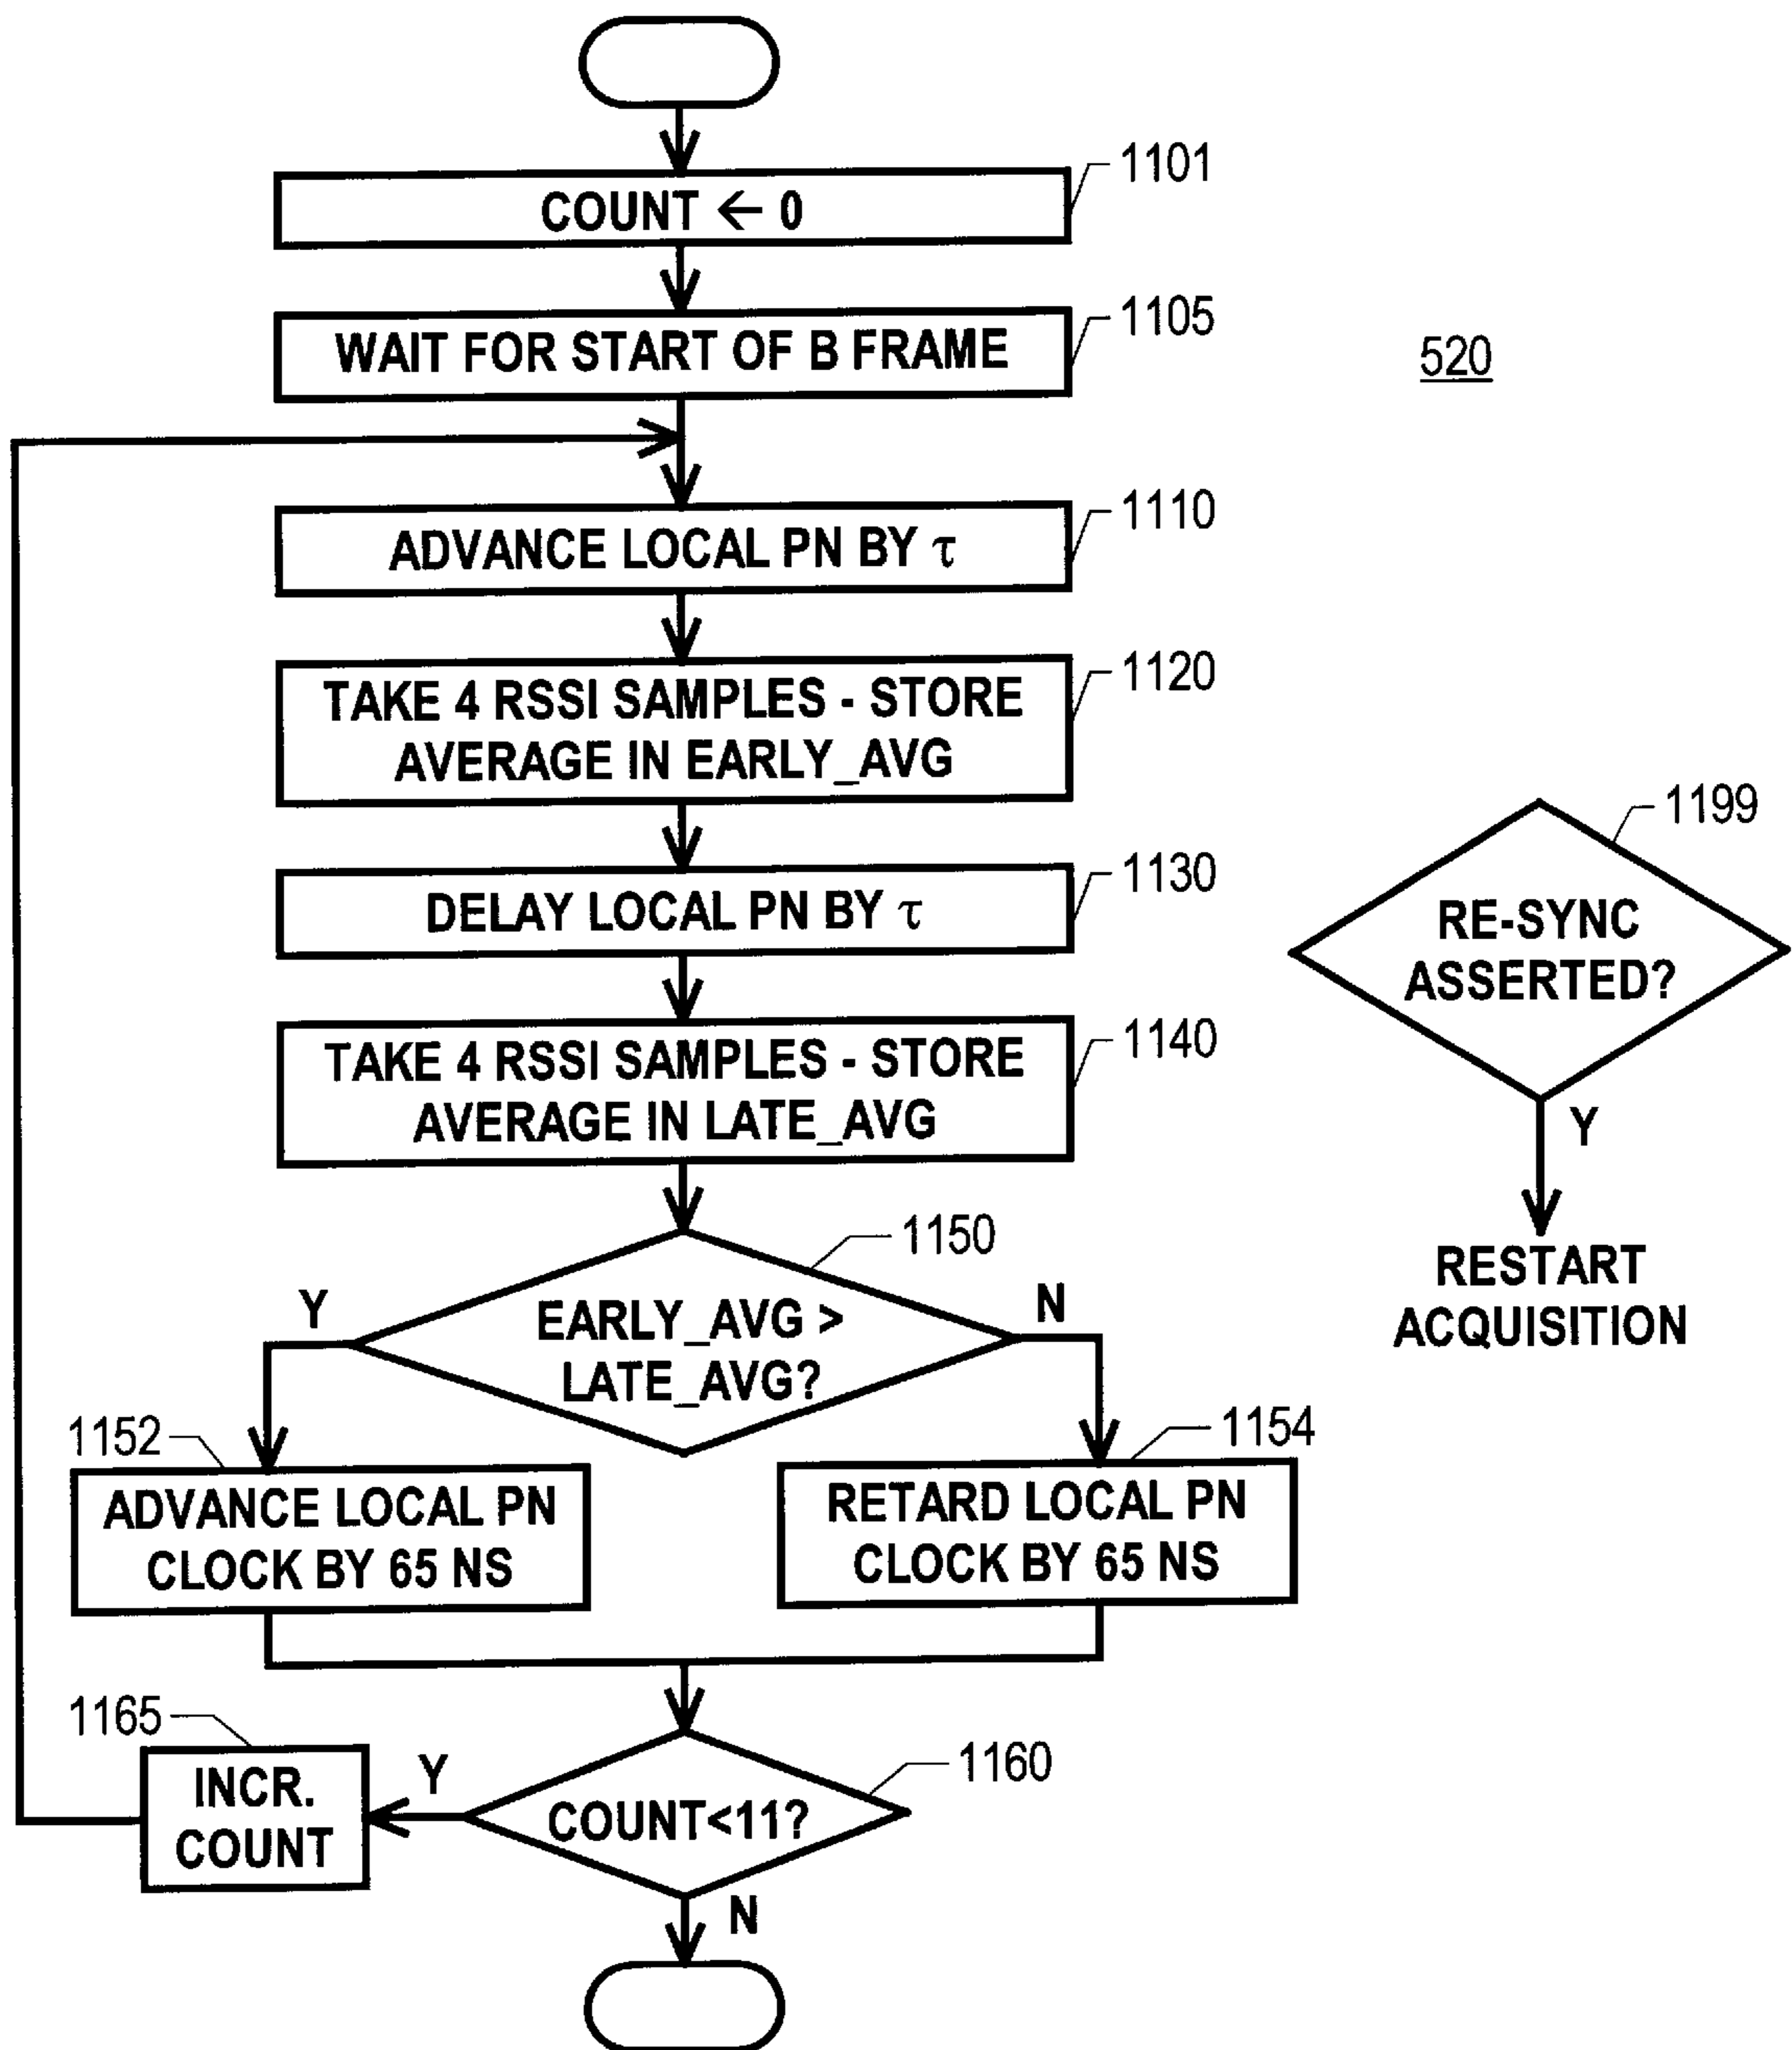 1101
COUNT ← 0
1105
WAIT FOR START OF B FRAME
520
1110
ADVANCE LOCAL PN BY τ
1120
TAKE 4 RSSI SAMPLES - STORE
AVERAGE IN EARLY_AVG
1130
DELAY LOCAL PN BY τ
1140
TAKE 4 RSSI SAMPLES - STORE
AVERAGE IN LATE_AVG
1199
RE-SYNC
ASSERTED?
Y
RESTART
ACQUISITION
1150
EARLY_AVG >
LATE_AVG?
Y
N
1152
ADVANCE LOCAL PN
CLOCK BY 65 NS
1154
RETARD LOCAL PN
CLOCK BY 65 NS
1165
INCR.
COUNT
Y
1160
COUNT<11?
N